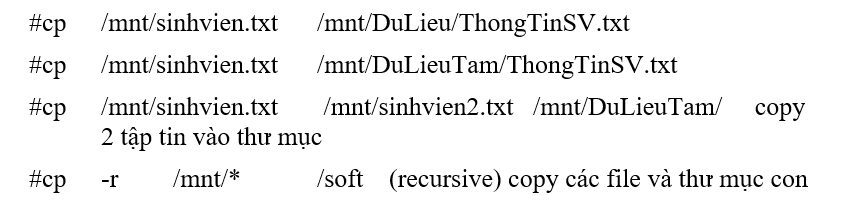 #cp /mnt/sinhvien.txt /mnt/DuLieu/ThongTinSV.txt
#cp /mnt/sinhvien.txt /mnt/DuLieuTam/ThongTinSV.txt
#cp /mnt/sinhvien.txt /mnt/sinhvien2.txt /mnt/DuLieuTam/ copy
2 tập tin vào thư mục
#cp -r /mnt/* /soft (recursive) copy các file và thư mục con